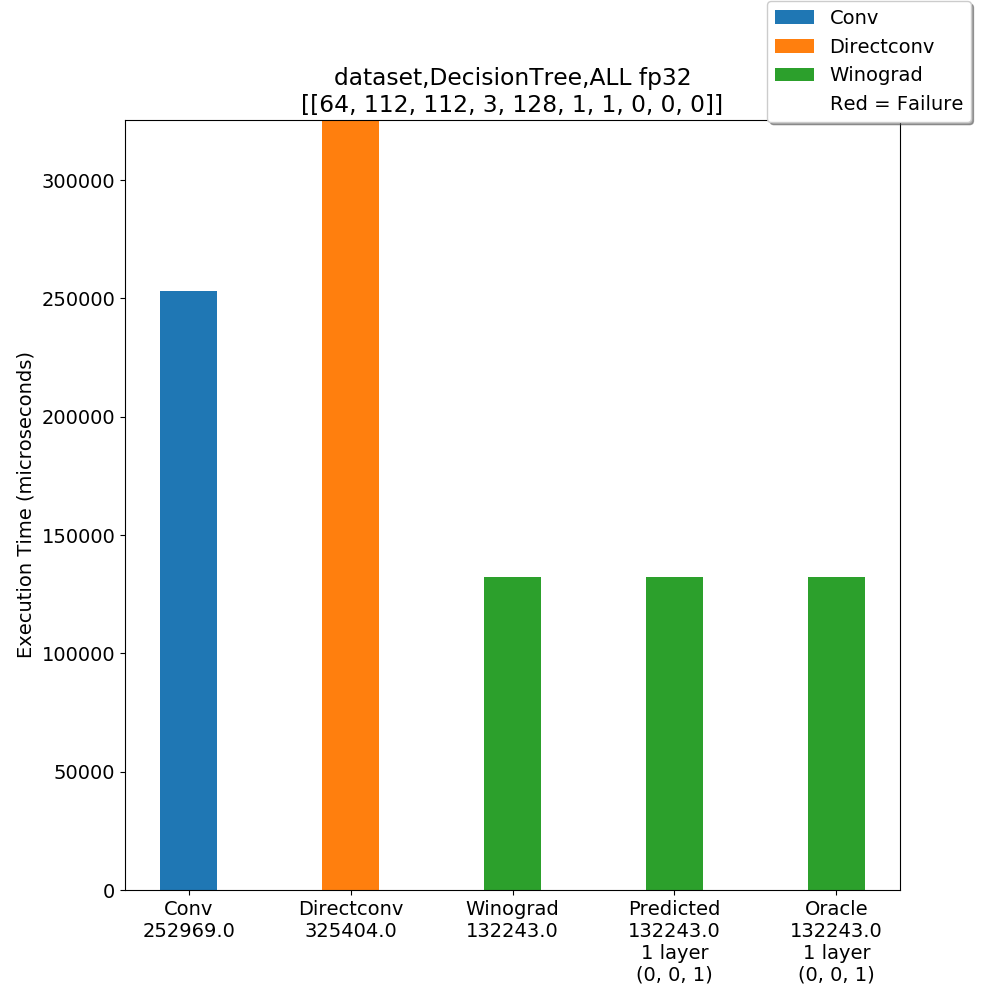 Conv
Directconv
Winograd
Red = Failure
dataset,DecisionTree,ALL fp32
[[64, 112, 112, 3, 128, 1, 1, 0, 0, 0]]
Execution Time (microseconds)
300000
250000
200000
150000
100000
50000
0
Conv
252969.0
Directconv
325404.0
Winograd
132243.0
Predicted
132243.0
1 layer
(0, 0, 1)
Oracle
132243.0
1 layer
(0, 0, 1)